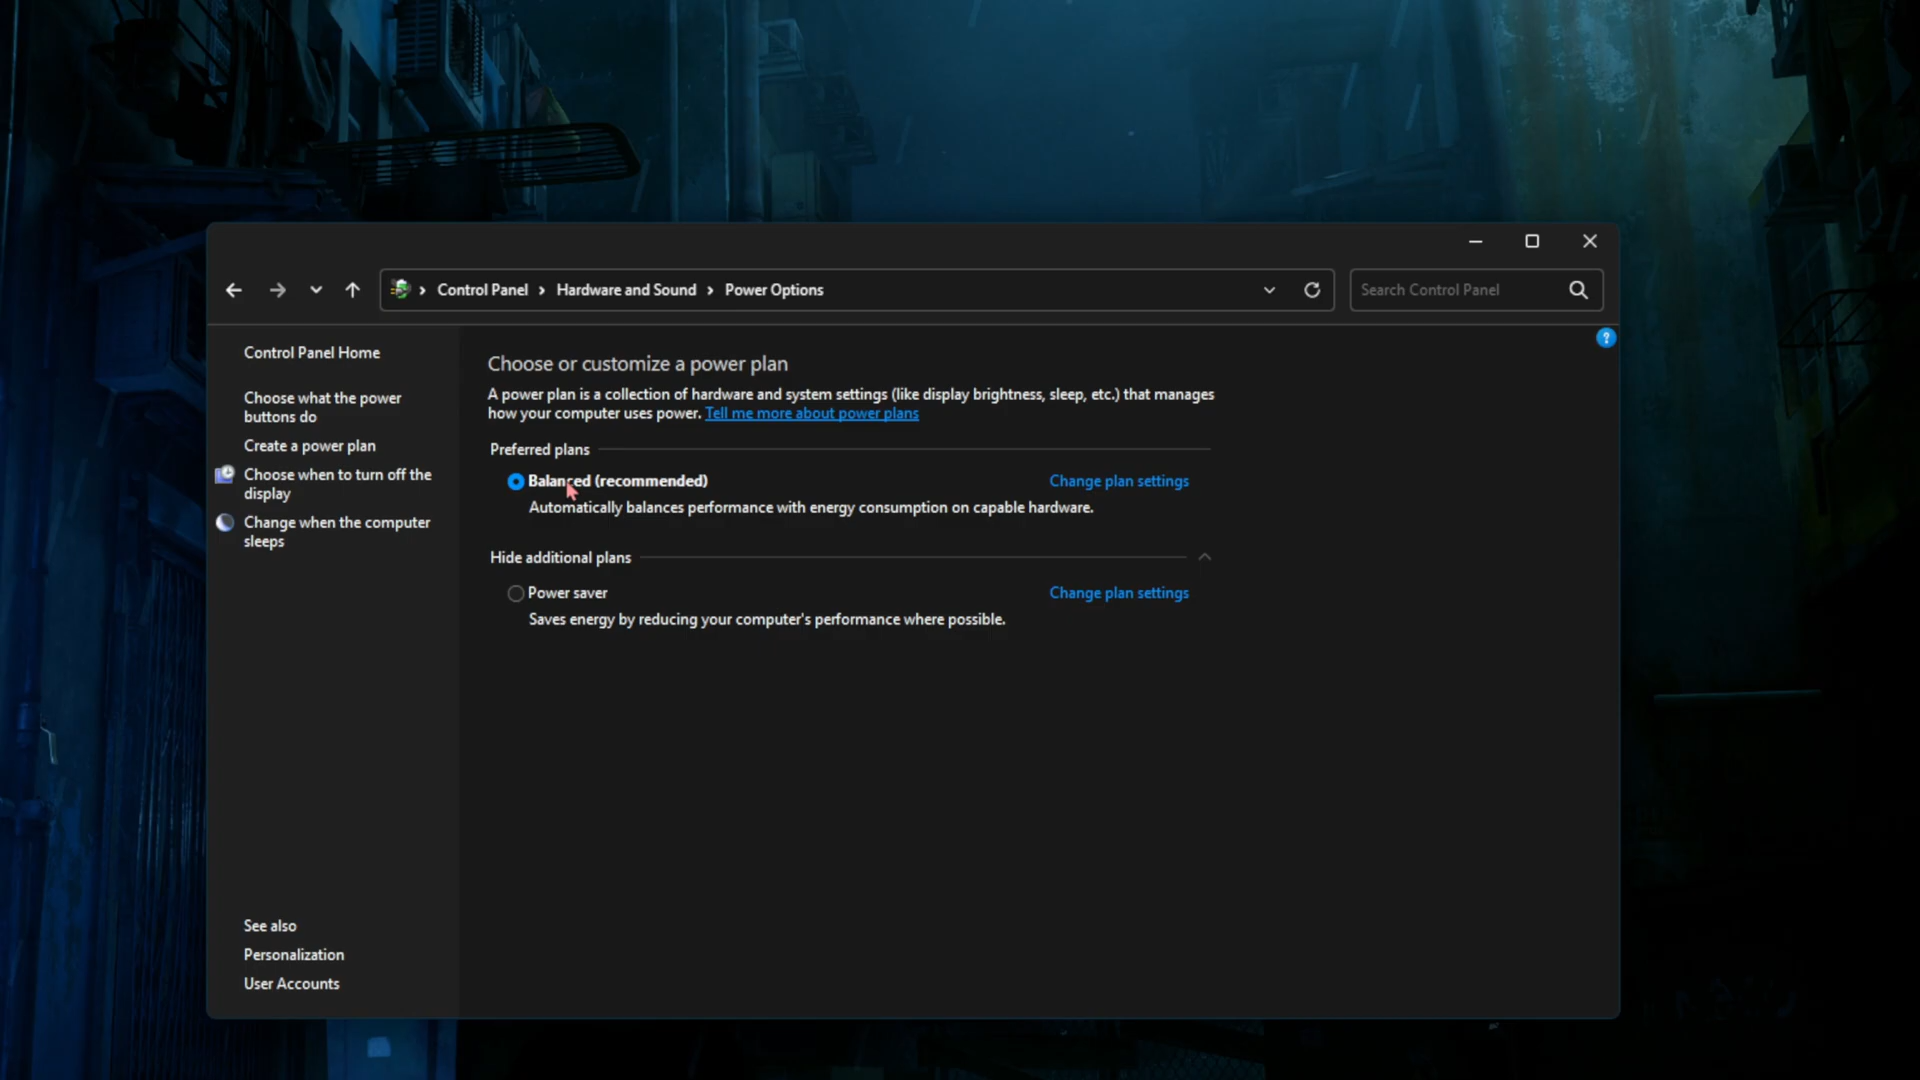 Control Panel > Hardware and Sound > Power Options
Search Control Panel
?
Control Panel Home
Choose what the power
buttons do
Create a power plan
Choose when to turn off the
display
Change when the computer
sleeps
Choose or customize a power plan
A power plan is a collection of hardware and system settings (like display brightness, sleep, etc.) that manages
how your computer uses power. Tell me more about power plans
Preferred plans
Balanced (recommended) Change plan settings
Automatically balances performance with energy consumption on capable hardware.
Hide additional plans
Power saver Change plan settings
Saves energy by reducing your computer's performance where possible.
See also
Personalization
User Accounts